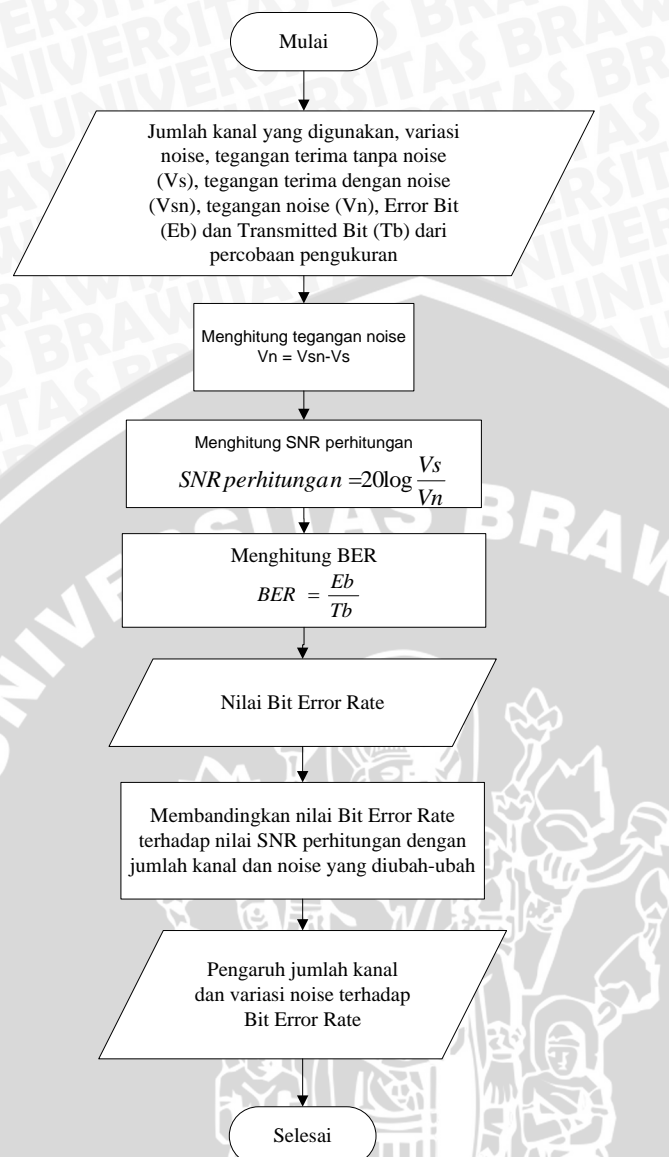 Mulai
Jumlah kanal yang digunakan, variasi
noise, tegangan terima tanpa noise
(Vs), tegangan terima dengan noise
(Vsn), tegangan noise (Vn), Error Bit
(Eb) dan Transmitted Bit (Tb) dari
percobaan pengukuran
Menghitung tegangan noise
Vn = Vsn-Vs
Menghitung SNR perhitungan
SNR perhitungan =20log Vs/Vn
Menghitung BER
BER = Eb/Tb
Nilai Bit Error Rate
Membandingkan nilai Bit Error Rate
terhadap nilai SNR perhitungan dengan
jumlah kanal dan noise yang diubah-ubah
Pengaruh jumlah kanal
dan variasi noise terhadap
Bit Error Rate
Selesai